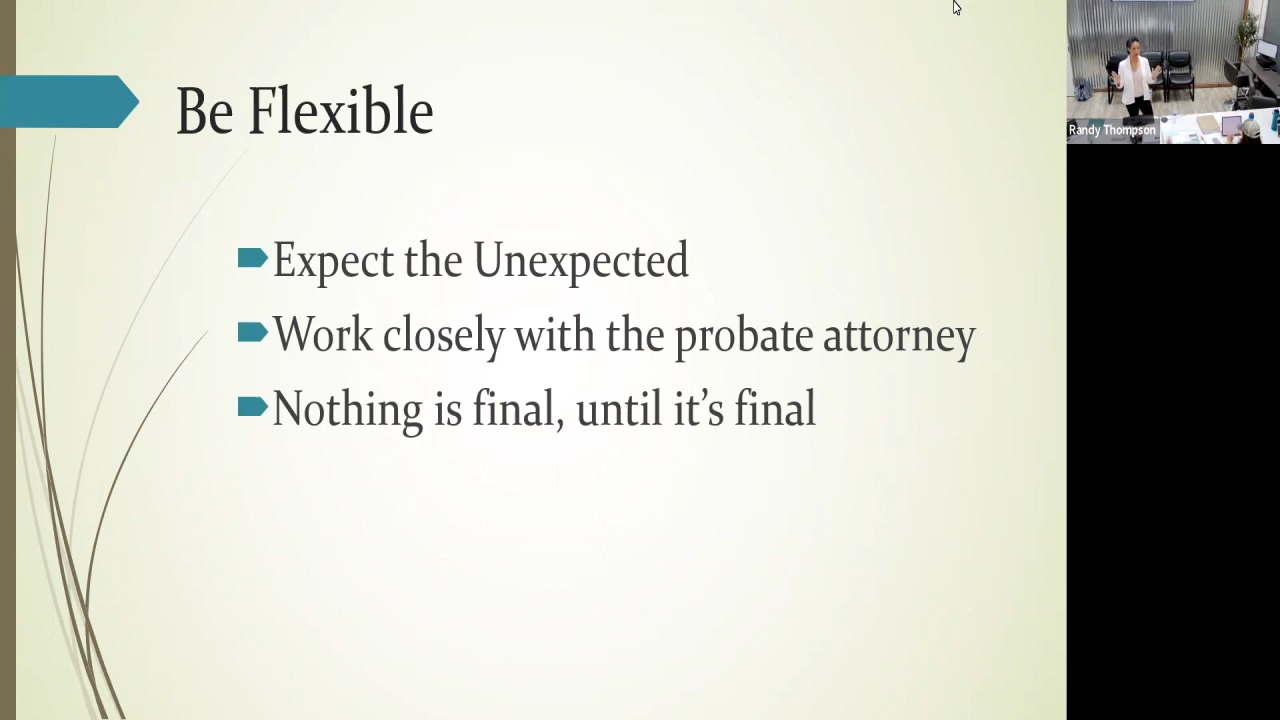 Be Flexible
Expect the Unexpected
Work closely with the probate attorney
Nothing is final, until it’s final
Randy Thompson